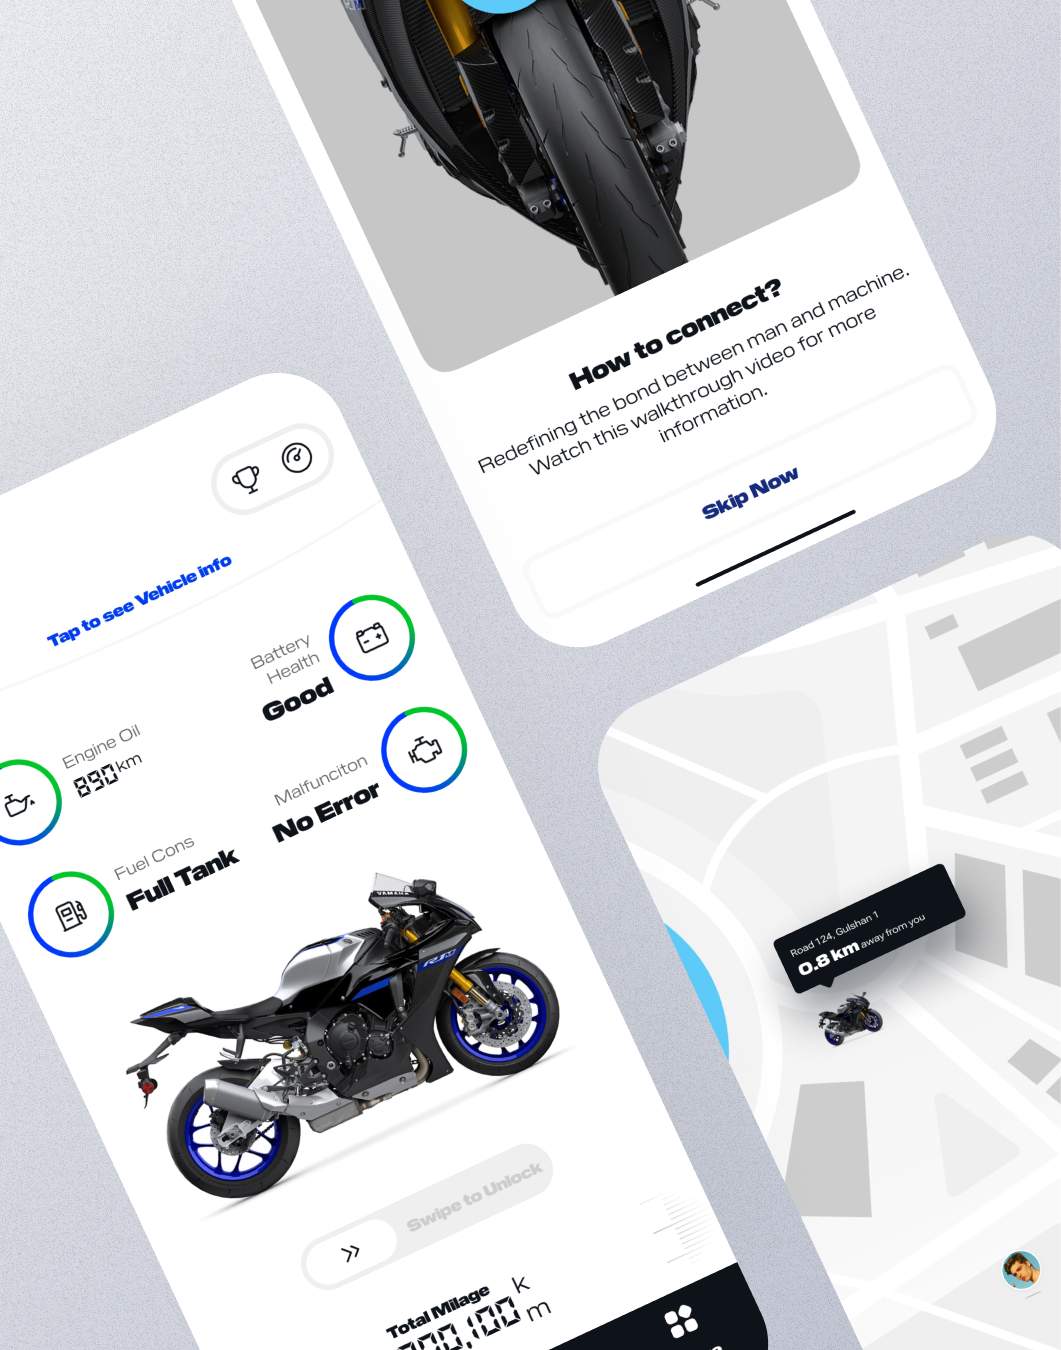 How to connect?
Redefining the bond between man and machine.
Watch this walkthrough video for more
information.
Skip Now
Tap to see Vehicle info
Battery
Health
Good
Engine Oil
890km
Malfunciton
No Error
Fuel Cons
Full Tank
YAMAHA
R1M
Swipe to Unlock
Total Milage
k
m
Road 124, Gulshan 1
0.8 km away from you